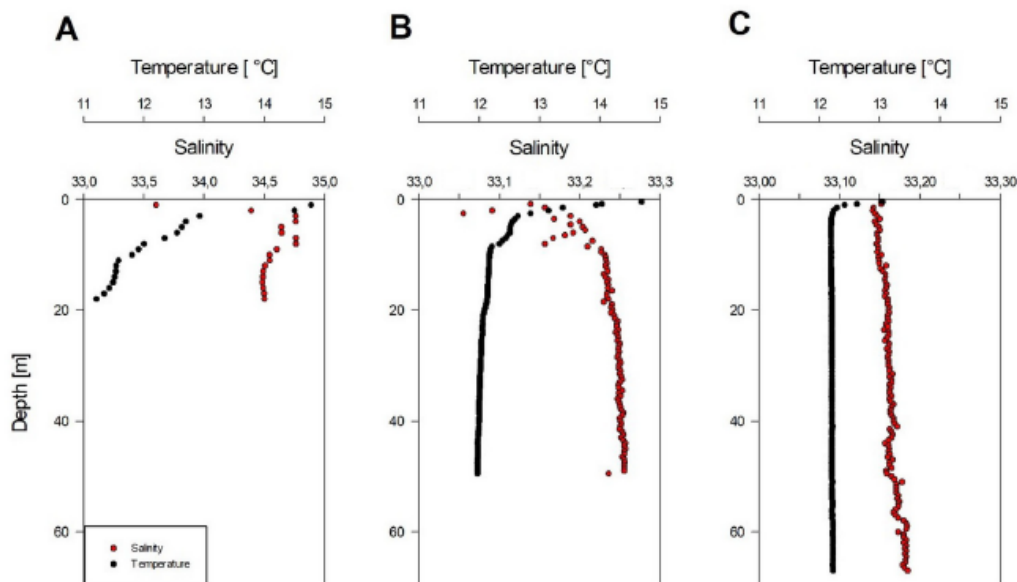 A B C
Temperature [ °C] Temperature [°C] Temperature [°C]
11 12 13 14 15 11 12 13 14 15 11 12 13 14 15
Salinity Salinity Salinity
33,0 33,5 34,0 34,5 35,0 33,0 33,1 33,2 33,3 33,00 33,10 33,20 33,30
0 0 0
20 20 20
Depth [m]
40 40 40
60 60 60
Salinity
Temperature